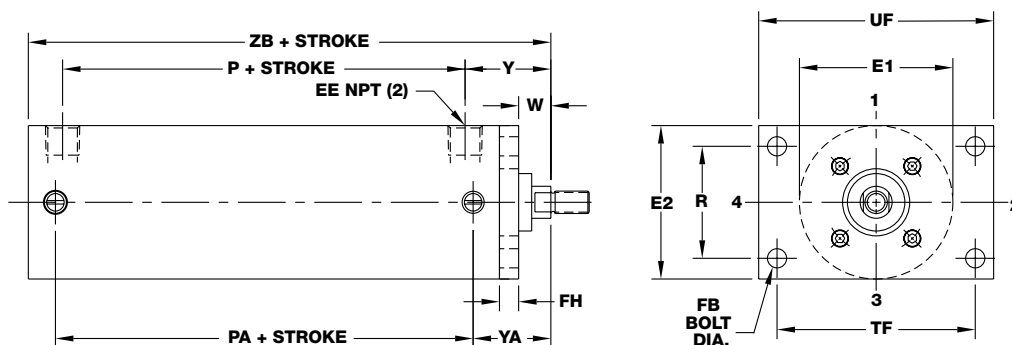 ZB + STROKE
P + STROKE
Y
EE NPT (2)
W
FH
PA + STROKE
YA
UF
E1
1
E2
R
4
2
3
FB
BOLT
DIA.
TF